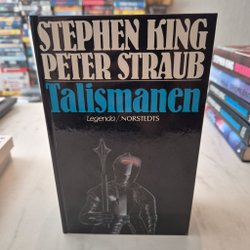 STEPHEN KING
PETER STRAUB
Talismanen
Legenda/NORSTEDTS